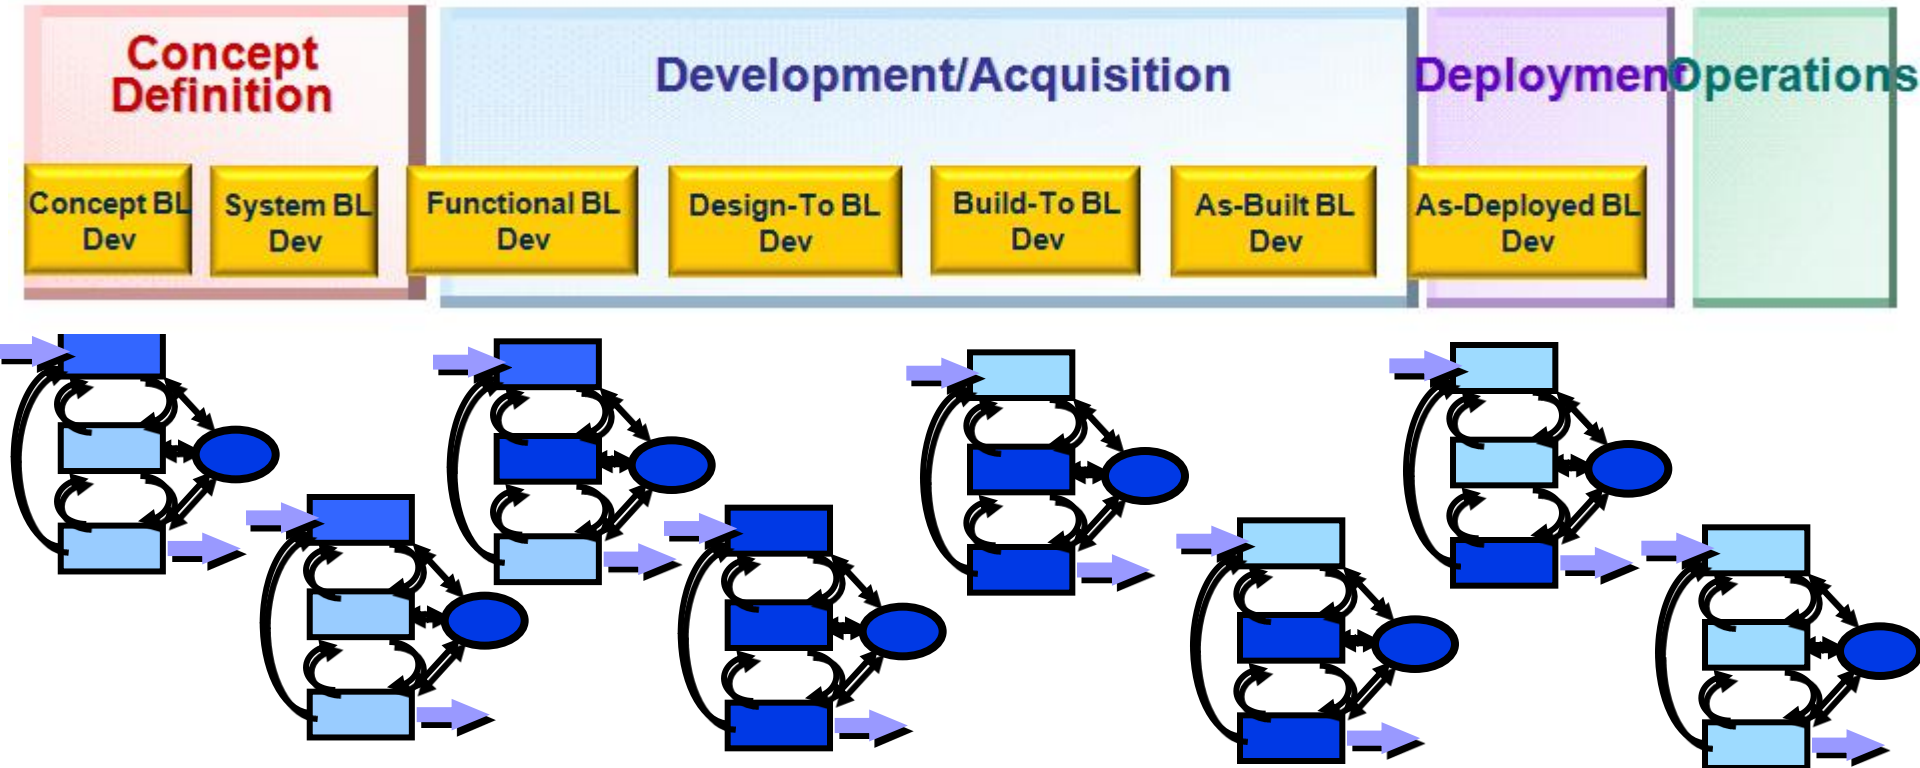 Concept
Definition
Development/Acquisition
Deployment
Operations
Concept BL
Dev
System BL
Dev
Functional BL
Dev
Design-To BL
Dev
Build-To BL
Dev
As-Built BL
Dev
As-Deployed BL
Dev